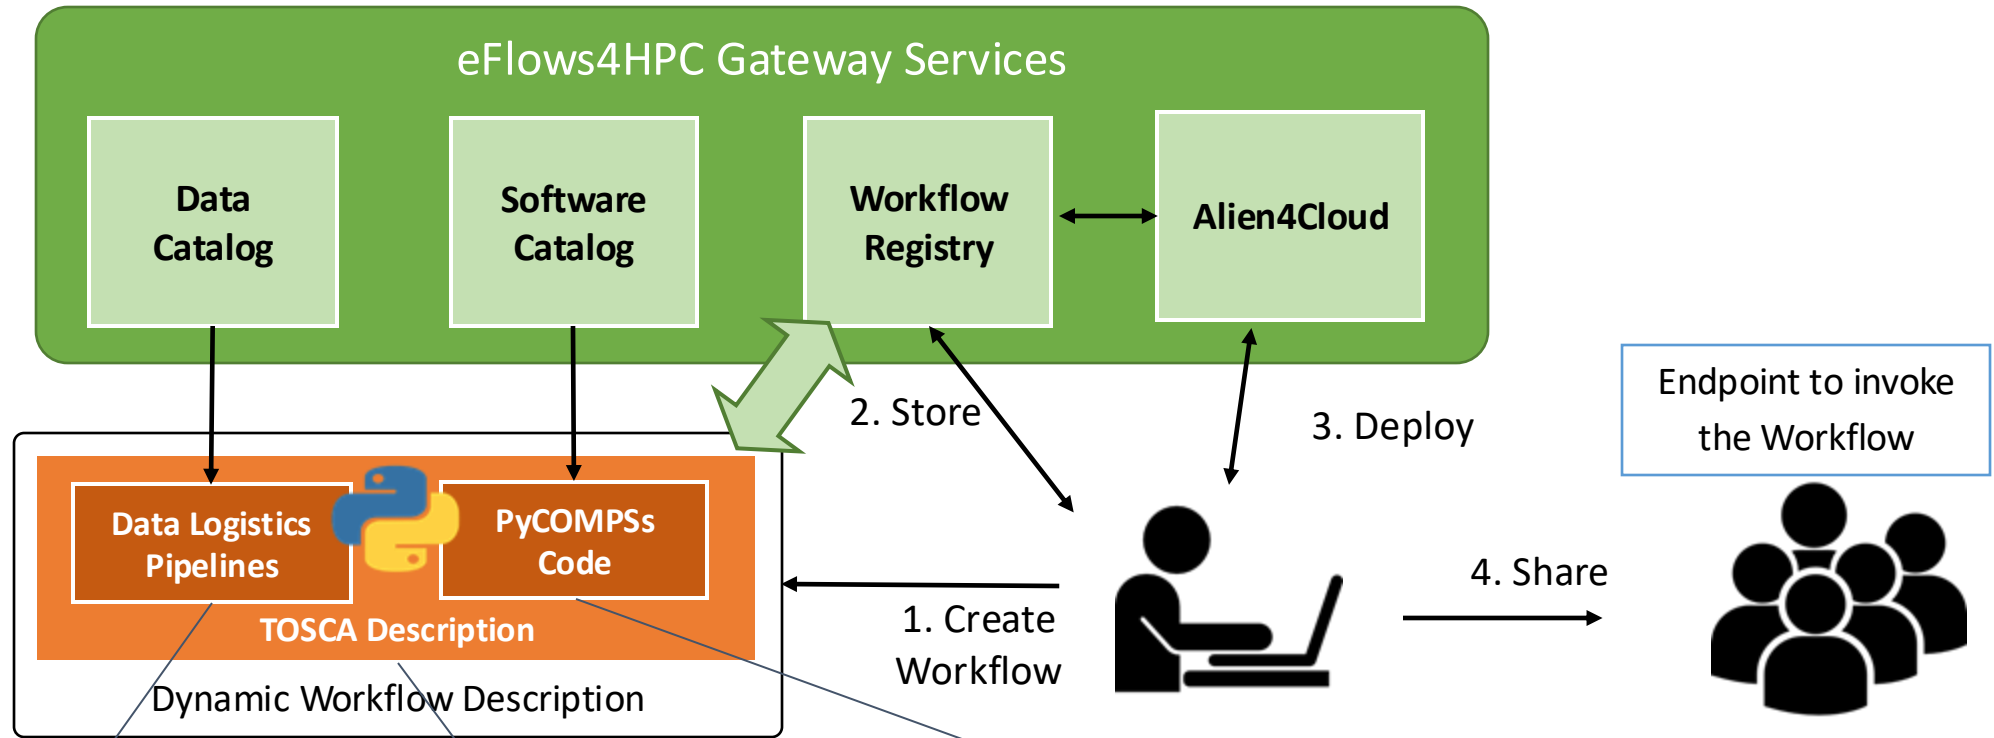 eFlows4HPC Gateway Services
Data
Catalog
Software
Catalog
Workflow
Registry
Alien4Cloud
2. Store
3. Deploy
Endpoint to invoke
the Workflow
Data Logistics
Pipelines
PyCOMPSs
Code
TOSCA Description
Dynamic Workflow Description
1. Create
Workflow
4. Share